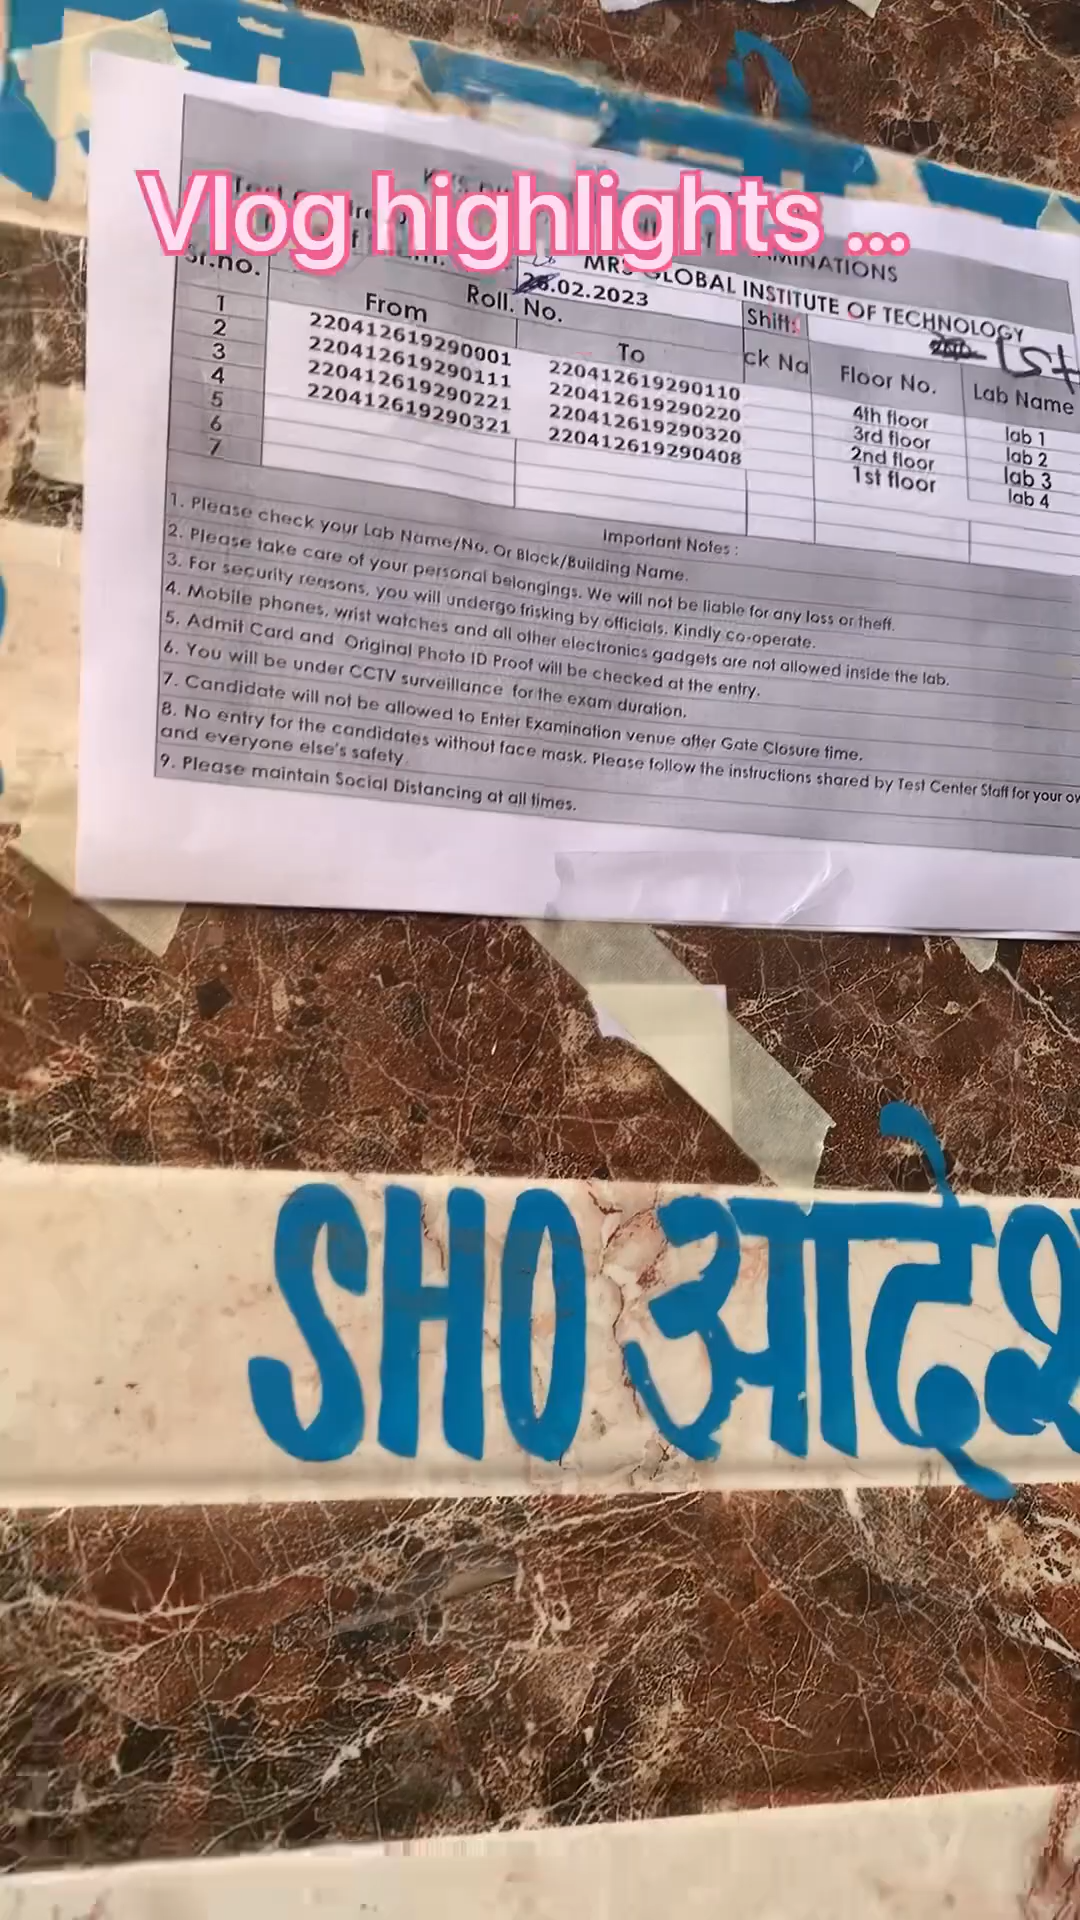 Vlog highlights ...
EXAMINATIONS
MRS GLOBAL INSTITUTE OF TECHNOLOGY
.02.2023 Shift: 1st
Sr.no. Roll. No. ck Na Floor No. Lab Name
From To
1 220412619290001 220412619290110 4th floor lab 1
2 220412619290111 220412619290220 3rd floor lab 2
3 220412619290221 220412619290320 2nd floor lab 3
4 220412619290321 220412619290408 1st floor lab 4
5
6
7
Important Notes :
1. Please check your Lab Name/No. Or Block/Building Name.
2. Please take care of your personal belongings. We will not be liable for any loss or theft.
3. For security reasons, you will undergo frisking by officials. Kindly co-operate.
4. Mobile phones, wrist watches and all other electronics gadgets are not allowed inside the lab.
5. Admit Card and Original Photo ID Proof will be checked at the entry.
6. You will be under CCTV surveillance for the exam duration.
7. Candidate will not be allowed to Enter Examination venue after Gate Closure time.
8. No entry for the candidates without face mask. Please follow the instructions shared by Test Center Staff for your ow
and everyone else's safety
9. Please maintain Social Distancing at all times.
SHO आदेश